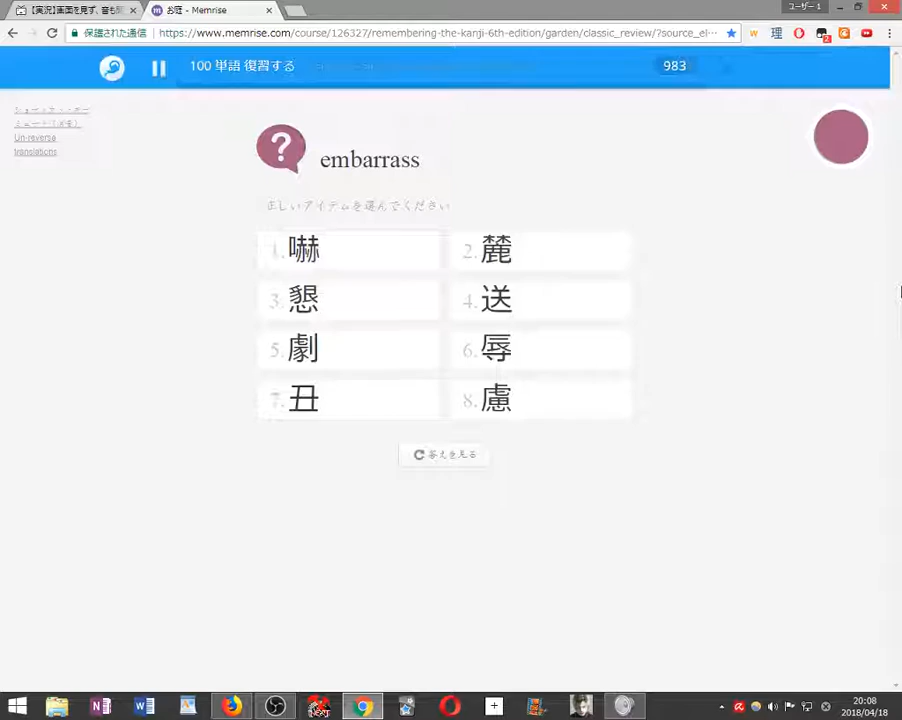 【実況】画面を見ず、音も
お庭 - Memrise
ユーザー 1
保護された通信
https://www.memrise.com/course/126327/remembering-the-kanji-6th-edition/garden/classic_review/?source_el...
100 単語 復習する
983
Un-reverse
translations
embarrass
正しいアイテムを選んでください
1. 嚇
2. 麓
3. 懇
4. 送
5. 劇
6. 辱
7. 丑
8. 慮
答えを見る
20:08
2018/04/18